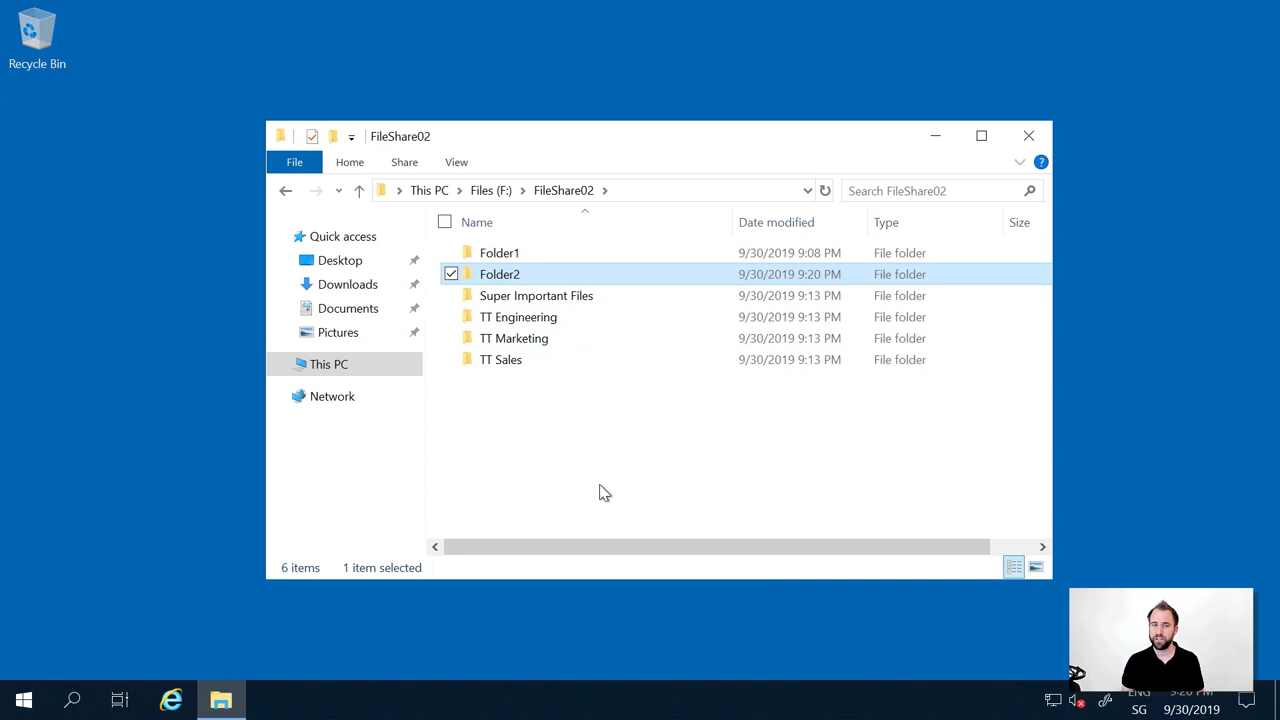 Recycle Bin
FileShare02
File Home Share View
This PC Files (F:) FileShare02
Search FileShare02
Name Date modified Type Size
Quick access
Desktop
Downloads
Documents
Pictures
This PC
Network
Folder1 9/30/2019 9:08 PM File folder
Folder2 9/30/2019 9:20 PM File folder
Super Important Files 9/30/2019 9:13 PM File folder
TT Engineering 9/30/2019 9:13 PM File folder
TT Marketing 9/30/2019 9:13 PM File folder
TT Sales 9/30/2019 9:13 PM File folder
6 items 1 item selected
ENG 9:20 PM
SG 9/30/2019